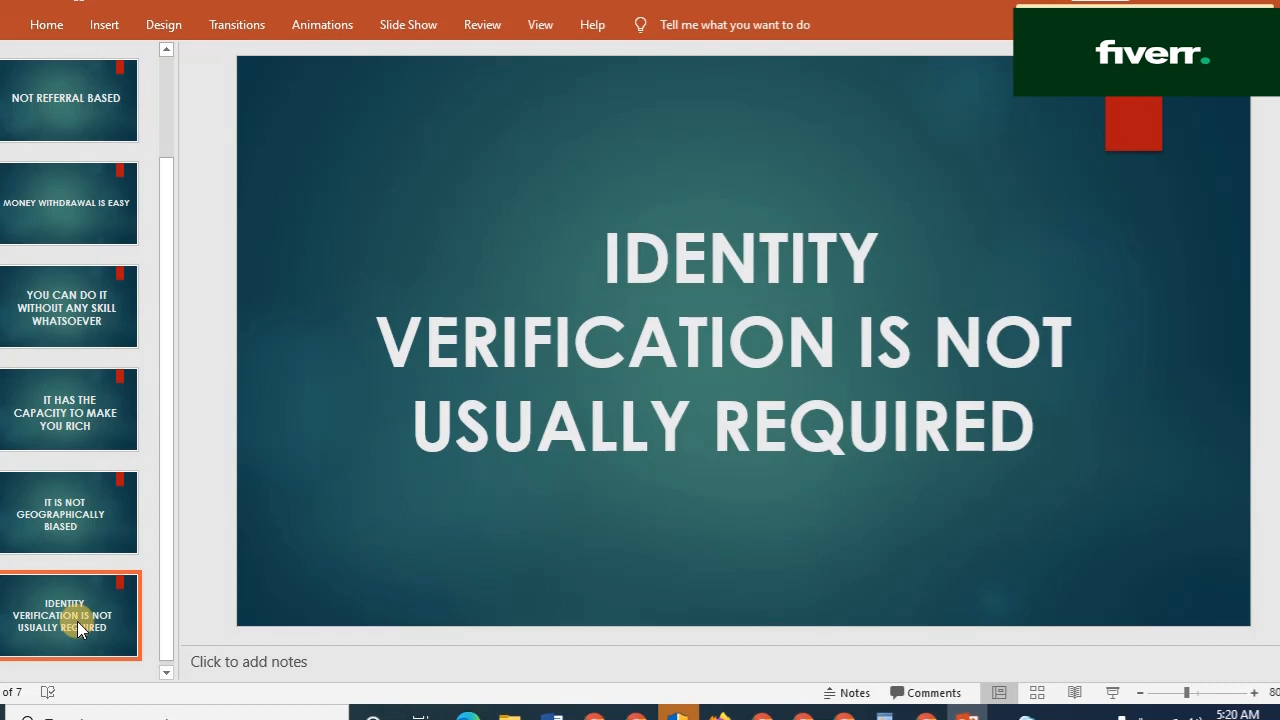 Home Insert Design Transitions Animations Slide Show Review View Help Tell me what you want to do
fiverr.
NOT REFERRAL BASED
MONEY WITHDRAWAL IS EASY
YOU CAN DO IT
WITHOUT ANY SKILL
WHATSOEVER
IT HAS THE
CAPACITY TO MAKE
YOU RICH
IT IS NOT
GEOGRAPHICALLY
BIASED
IDENTITY
VERIFICATION IS NOT
USUALLY REQUIRED
IDENTITY
VERIFICATION IS NOT
USUALLY REQUIRED
Click to add notes
of 7 Notes Comments 80
5:20 AM